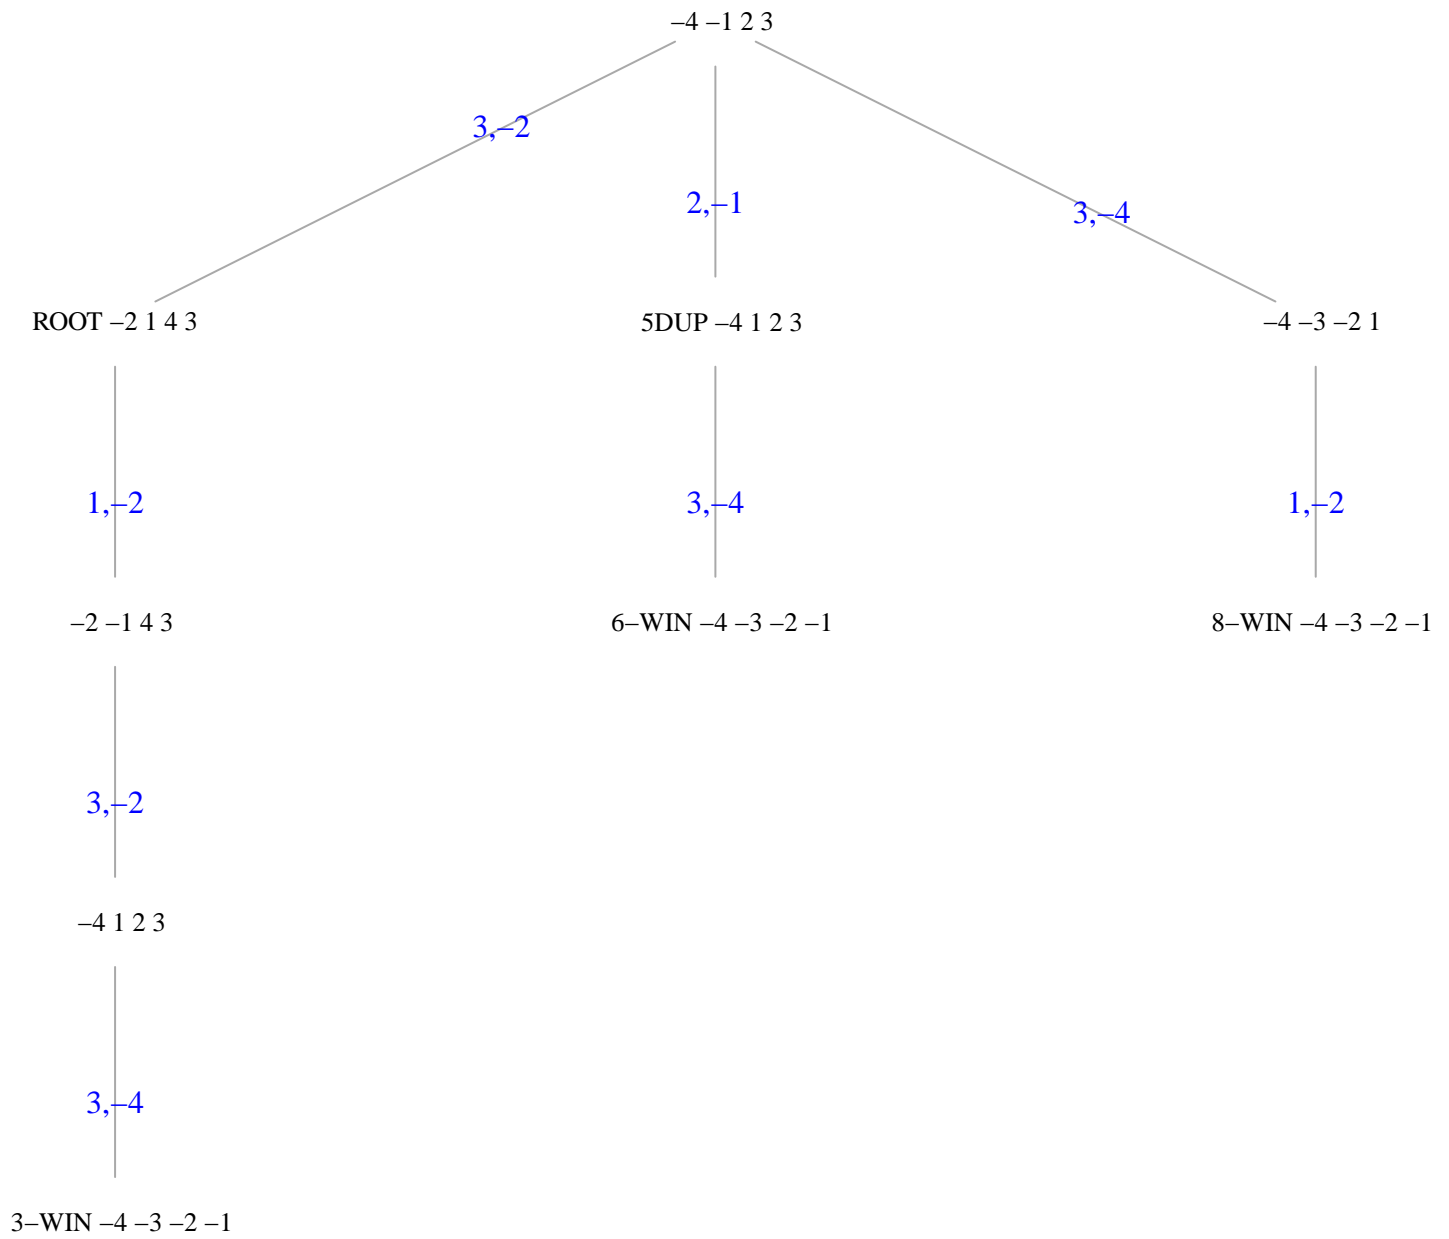 –4 –1 2 3
3,–2
2,–1
3,–4
ROOT –2 1 4 3
5DUP –4 1 2 3
–4 –3 –2 1
1,–2
3,–4
1,–2
–2 –1 4 3
6–WIN –4 –3 –2 –1
8–WIN –4 –3 –2 –1
3,–2
–4 1 2 3
3,–4
3–WIN –4 –3 –2 –1